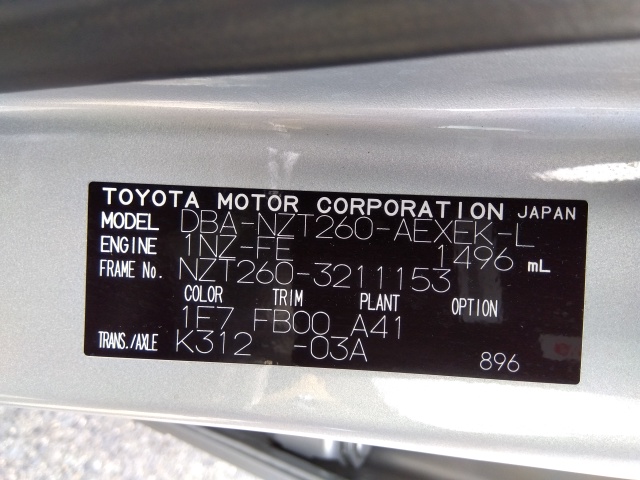 TOYOTA MOTOR CORPORATION JAPAN
MODEL DBA-NZT260-AEXEK-L
ENGINE 1NZ-FE 1496 mL
FRAME No. NZT260-3211153
COLOR TRIM PLANT OPTION
1E7 FB00 A41
TRANS./AXLE K312 -03A
896